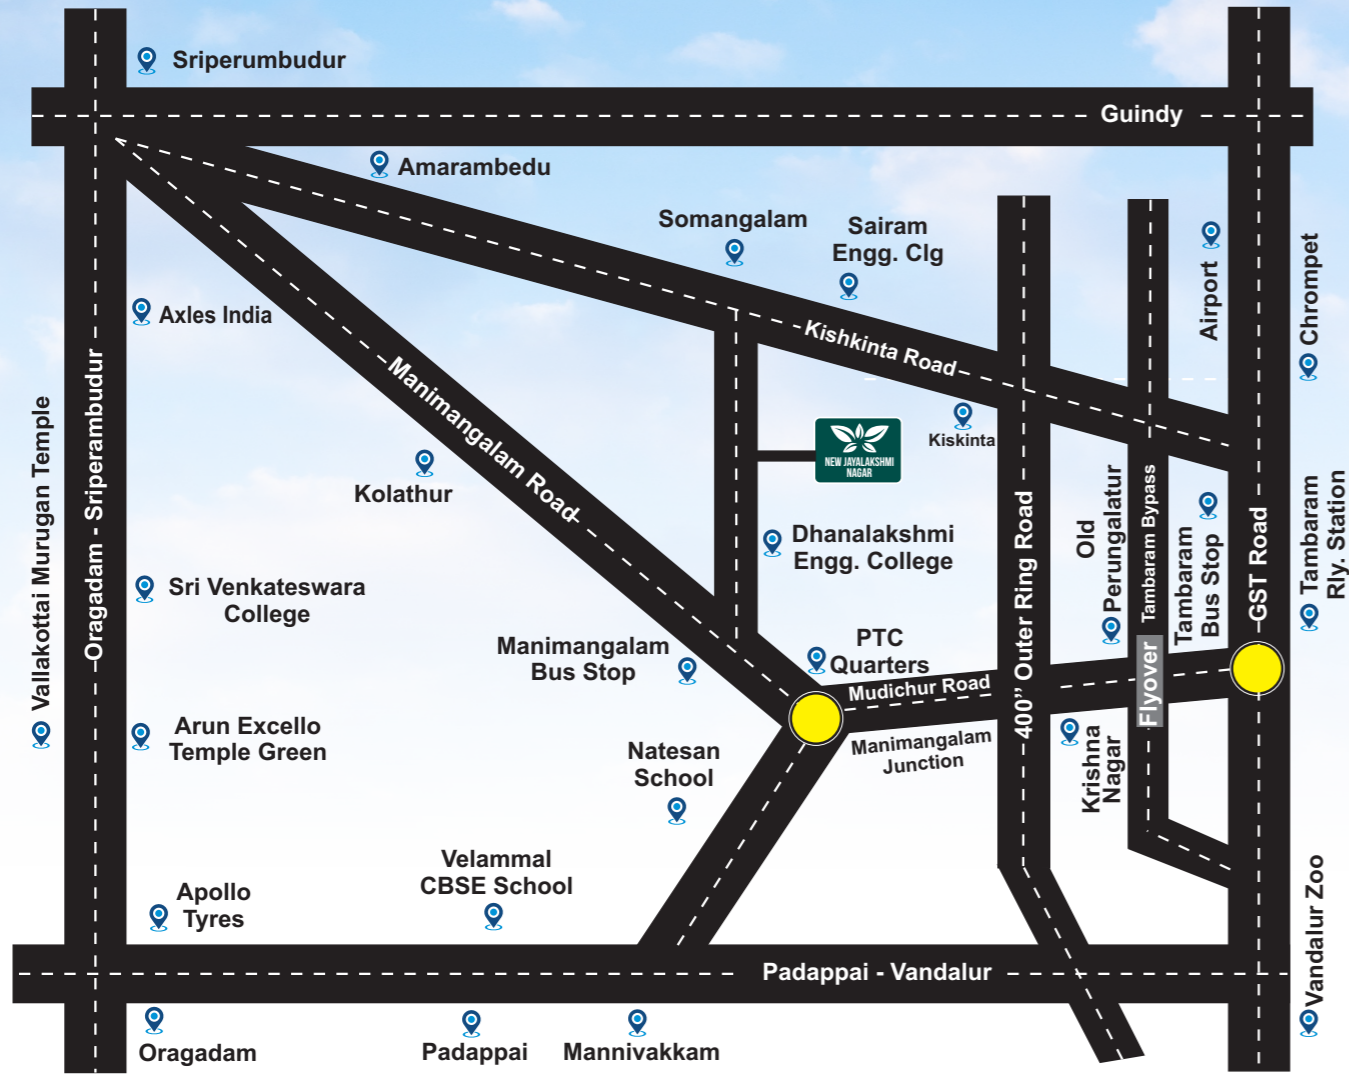 Sriperumbudur
Guindy
Amarambedu
Somangalam
Sairam
Engg. Clg
Airport
Chrompet
Axles India
Kishkinta Road
Manimangalam Road
Oragadam - Sriperambudur
Vallakottai Murugan Temple
NEW JAYALAKSHMI
NAGAR
Kiskinta
Kolathur
400” Outer Ring Road
Old
Perungalatur
Tambaram Bypass
Tambaram
Bus Stop
GST Road
Tambaram
Rly. Station
Dhanalakshmi
Engg. College
Sri Venkateswara
College
Manimangalam
Bus Stop
PTC
Quarters
Mudichur Road
Flyover
Arun Excello
Temple Green
Manimangalam
Junction
Krishna
Nagar
Natesan
School
Velammal
CBSE School
Apollo
Tyres
Vandalur Zoo
Padappai - Vandalur
Oragadam
Padappai
Mannivakkam